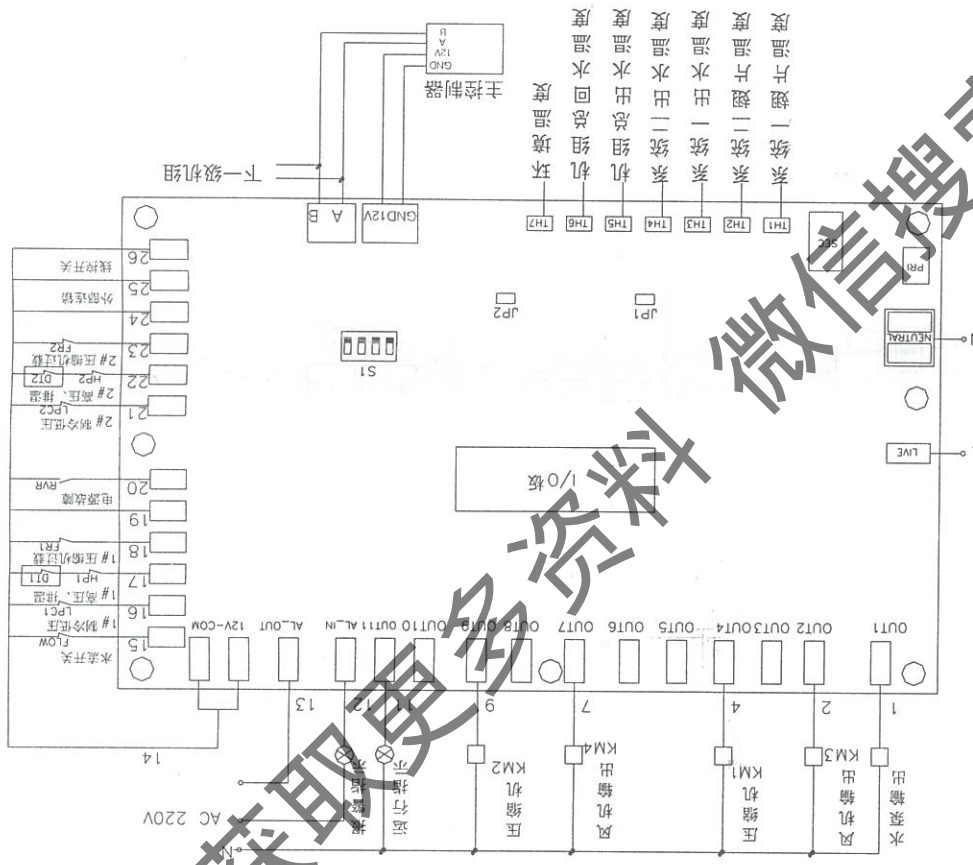 N
AC 220V
水泵输出
风机输出
KM3
压缩机
KM1
风机输出
KM4
压缩机
KM2
运行指示
报警指示
1
2
4
7
9
11
12
13
14
OUT1
OUT2
OUT3
OUT4
OUT5
OUT6
OUT7
OUT8
OUT9
OUT10
OUT11
AL_IN
AL_OUT
12V-COM
15
水流开关
FLOW
16
1#制冷低压
LPC1
17
1#高压、排温
HP1
DT1
18
1#压缩机过载
FR1
19
电源故障
20
RVR
21
2#制冷低压
LPC2
22
2#高压、排温
HP2
DT2
23
2#压缩机过载
FR2
24
外部连锁
25
线控开关
26
LIVE
NEUTRAL
N
PRI
SEC
I/O板
S1
JP1
JP2
TH1
TH2
TH3
TH4
TH5
TH6
TH7
系统一翅片温度
系统二翅片温度
系统一出水温度
系统二出水温度
机组总出水温度
机组总回水温度
环境温度
GND12V
A B
下一级机组
主控制器
GND
12V
A
B
获取更多资料 微信搜